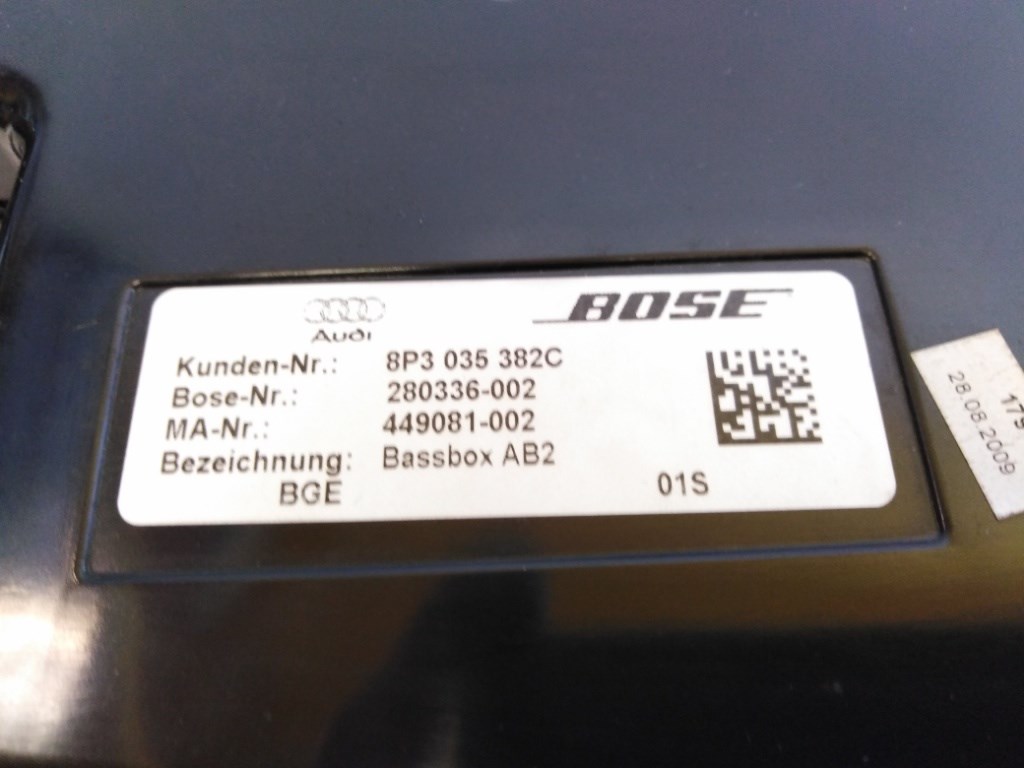 Audi
BOSE
Kunden-Nr.: 8P3 035 382C
Bose-Nr.: 280336-002
MA-Nr.: 449081-002
Bezeichnung: Bassbox AB2
BGE 01S
179
28.08.2009